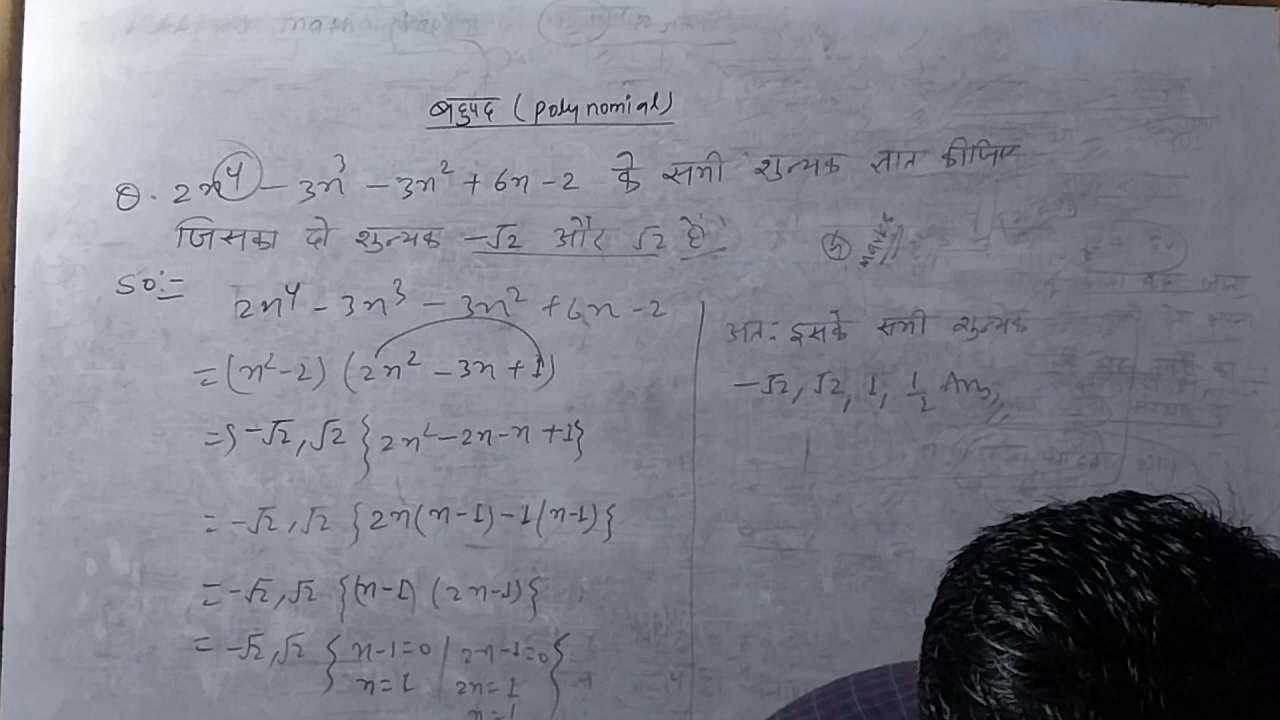 बहुपद (polynomial)
Q. 2x⁴ - 3x³ - 3x² + 6x - 2 के सभी शुन्यक ज्ञात कीजिए
जिसका दो शुन्यक -√2 और √2 है
Soः-
2x⁴ - 3x³ - 3x² + 6x - 2
= (x²-2) (2x² - 3x + 1)
= } -√2, √2 { 2x² - 2x - x + 1}
= -√2, √2 {2x(x-1) - 1(x-1)}
= -√2, √2 {(x-1) (2x-1)}
= -√2, √2 { x-1=0 / 2x-1=0 }
x=1 2x=1
अतः इसके सभी शुन्यक
-√2, √2, 1, 1/2 Ans